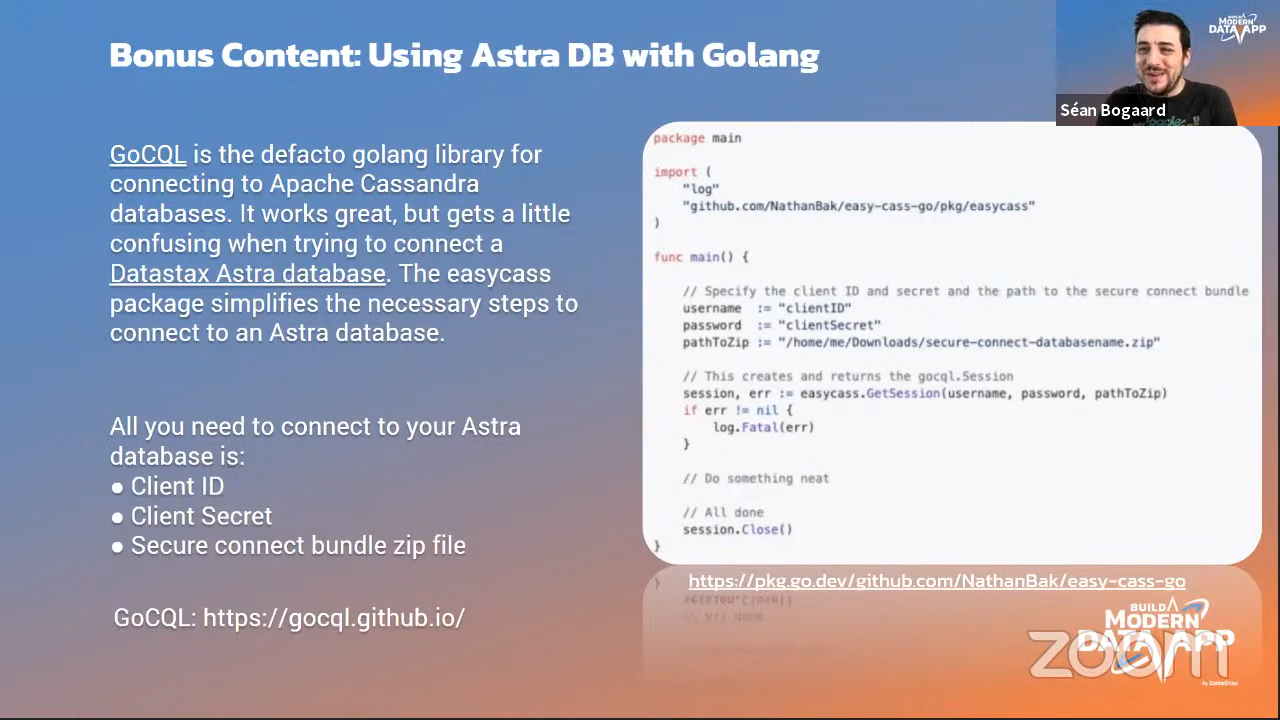 Bonus Content: Using Astra DB with Golang
BUILD A
MODERN
DATA APP
Séan Bogaard
GoCQL is the defacto golang library for
connecting to Apache Cassandra
databases. It works great, but gets a little
confusing when trying to connect a
Datastax Astra database. The easycass
package simplifies the necessary steps to
connect to an Astra database.
All you need to connect to your Astra
database is:
● Client ID
● Client Secret
● Secure connect bundle zip file
GoCQL: https://gocql.github.io/
package main
import (
"log"
"github.com/NathanBak/easy-cass-go/pkg/easycass"
)
func main() {
// Specify the client ID and secret and the path to the secure connect bundle
username := "clientID"
password := "clientSecret"
pathToZip := "/home/me/Downloads/secure-connect-databasename.zip"
// This creates and returns the gocql.Session
session, err := easycass.GetSession(username, password, pathToZip)
if err != nil {
log.Fatal(err)
}
// Do something neat
// All done
session.Close()
}
https://pkg.go.dev/github.com/NathanBak/easy-cass-go
BUILD A
MODERN
DATA APP
by DataStax
zoom